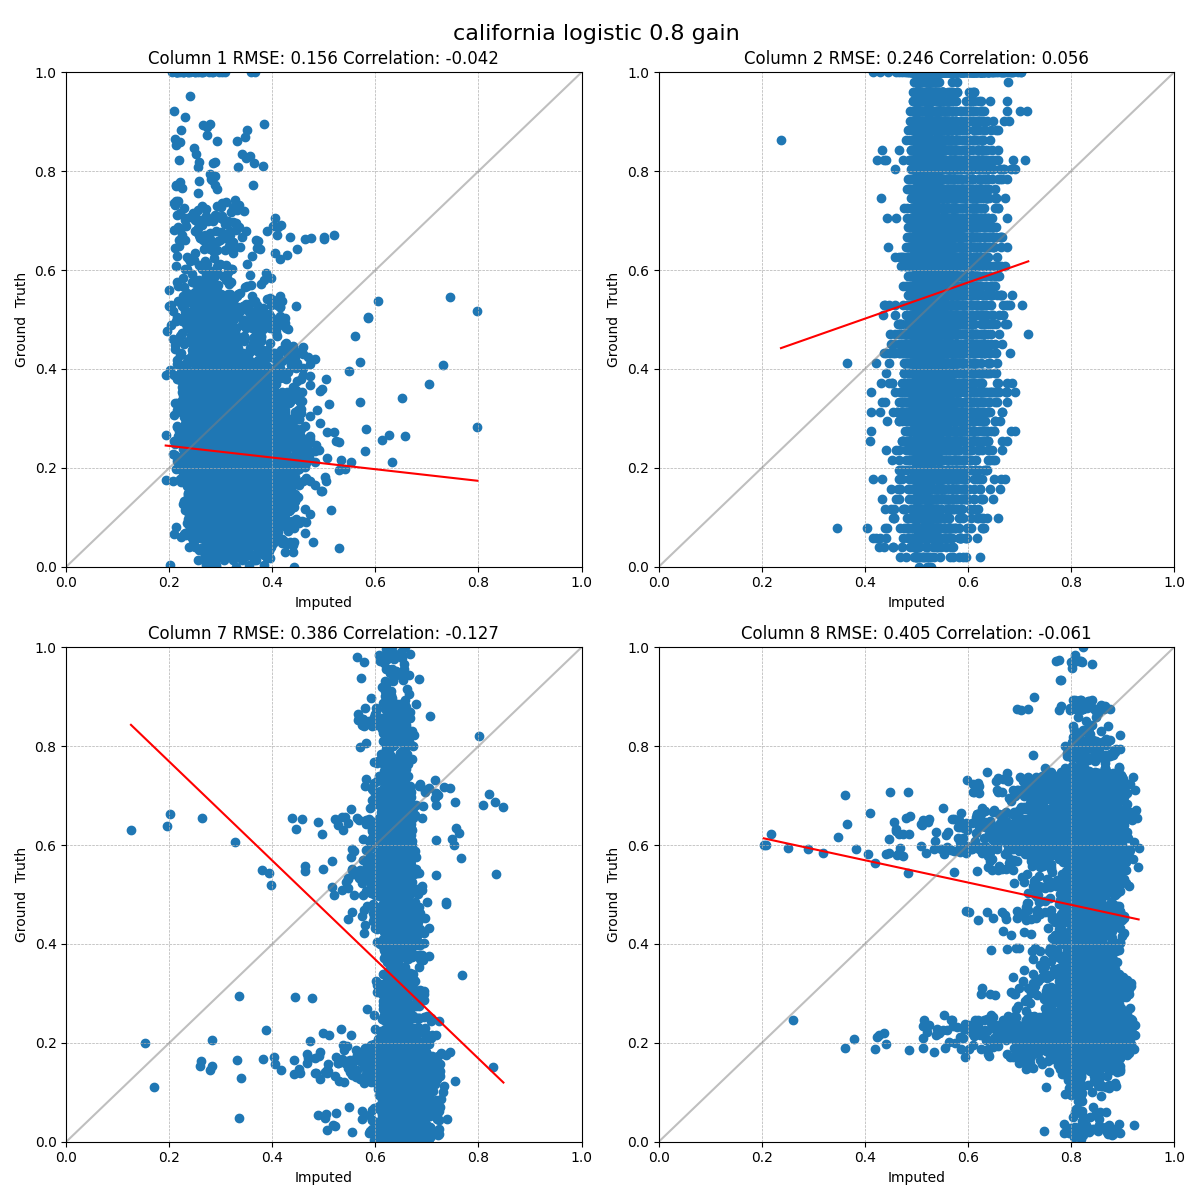 california logistic 0.8 gain
Column 1 RMSE: 0.156 Correlation: -0.042
Column 2 RMSE: 0.246 Correlation: 0.056
1.0
0.8
0.6
0.4
0.2
0.0
Ground Truth
0.0 0.2 0.4 0.6 0.8 1.0
Imputed
1.0
0.8
0.6
0.4
0.2
0.0
Ground Truth
0.0 0.2 0.4 0.6 0.8 1.0
Imputed
Column 7 RMSE: 0.386 Correlation: -0.127
Column 8 RMSE: 0.405 Correlation: -0.061
1.0
0.8
0.6
0.4
0.2
0.0
Ground Truth
0.0 0.2 0.4 0.6 0.8 1.0
Imputed
1.0
0.8
0.6
0.4
0.2
0.0
Ground Truth
0.0 0.2 0.4 0.6 0.8 1.0
Imputed